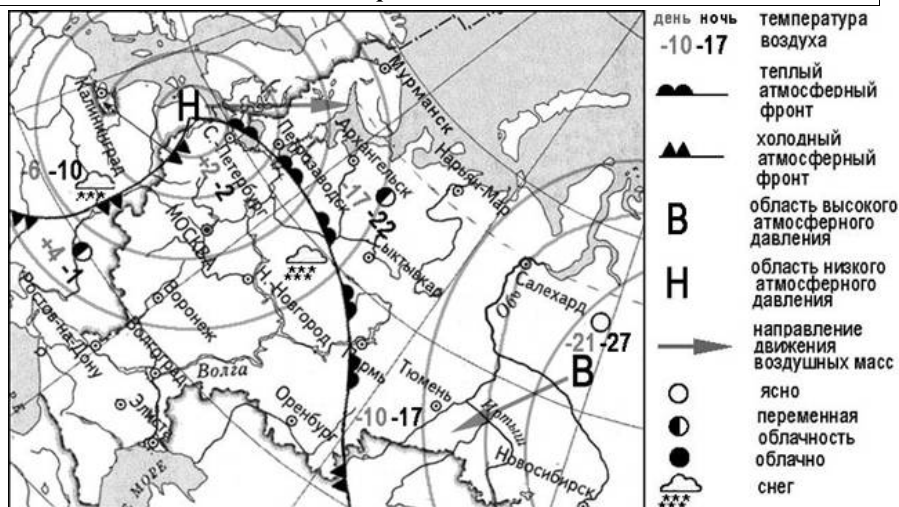 Н
Калининград
Мурманск
С.-Петербург
Петрозаводск
Архангельск
Нарьян-Мар
-6 -10
+2 -2
-17 -22
МОСКВА
Сыктывкар
+4 -1
Н. Новгород
Салехард
Обь
Воронеж
Ростов-на-Дону
Волгоград
-21 -27
В
Волга
Пермь
Тюмень
Элиста
Оренбург
-10 -17
Иртыш
Новосибирск
МОРЕ
день ночь
-10 -17
температура
воздуха
теплый
атмосферный
фронт
холодный
атмосферный
фронт
В
область высокого
атмосферного
давления
Н
область низкого
атмосферного
давления
направление
движения
воздушных масс
ясно
переменная
облачность
облачно
снег